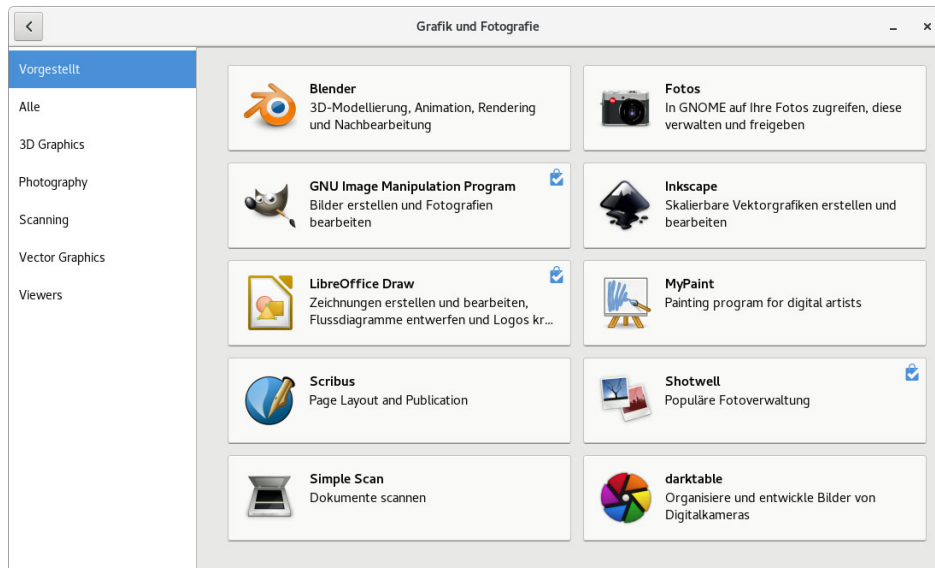 Grafik und Fotografie
Vorgestellt
Alle
3D Graphics
Photography
Scanning
Vector Graphics
Viewers
Blender
3D-Modellierung, Animation, Rendering
und Nachbearbeitung
Fotos
In GNOME auf Ihre Fotos zugreifen, diese
verwalten und freigeben
GNU Image Manipulation Program
Bilder erstellen und Fotografien
bearbeiten
Inkscape
Skalierbare Vektorgrafiken erstellen und
bearbeiten
LibreOffice Draw
Zeichnungen erstellen und bearbeiten,
Flussdiagramme entwerfen und Logos kr...
MyPaint
Painting program for digital artists
Scribus
Page Layout and Publication
Shotwell
Populäre Fotoverwaltung
Simple Scan
Dokumente scannen
darktable
Organisiere und entwickle Bilder von
Digitalkameras